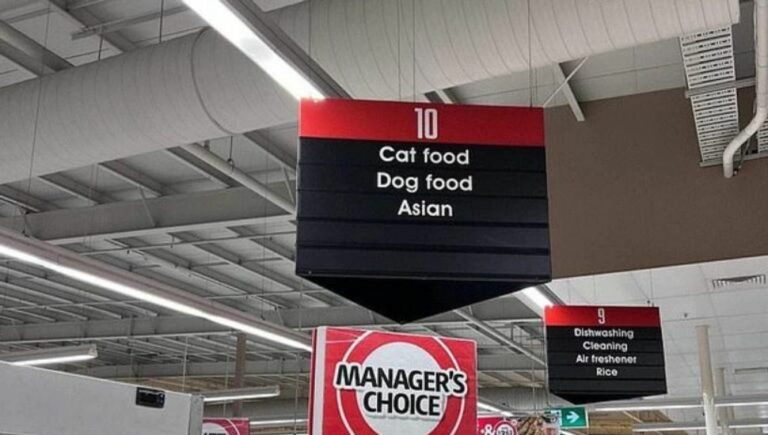 10
Cat food
Dog food
Asian
9
Dishwashing
Cleaning
Air freshener
Rice
MANAGER'S
CHOICE